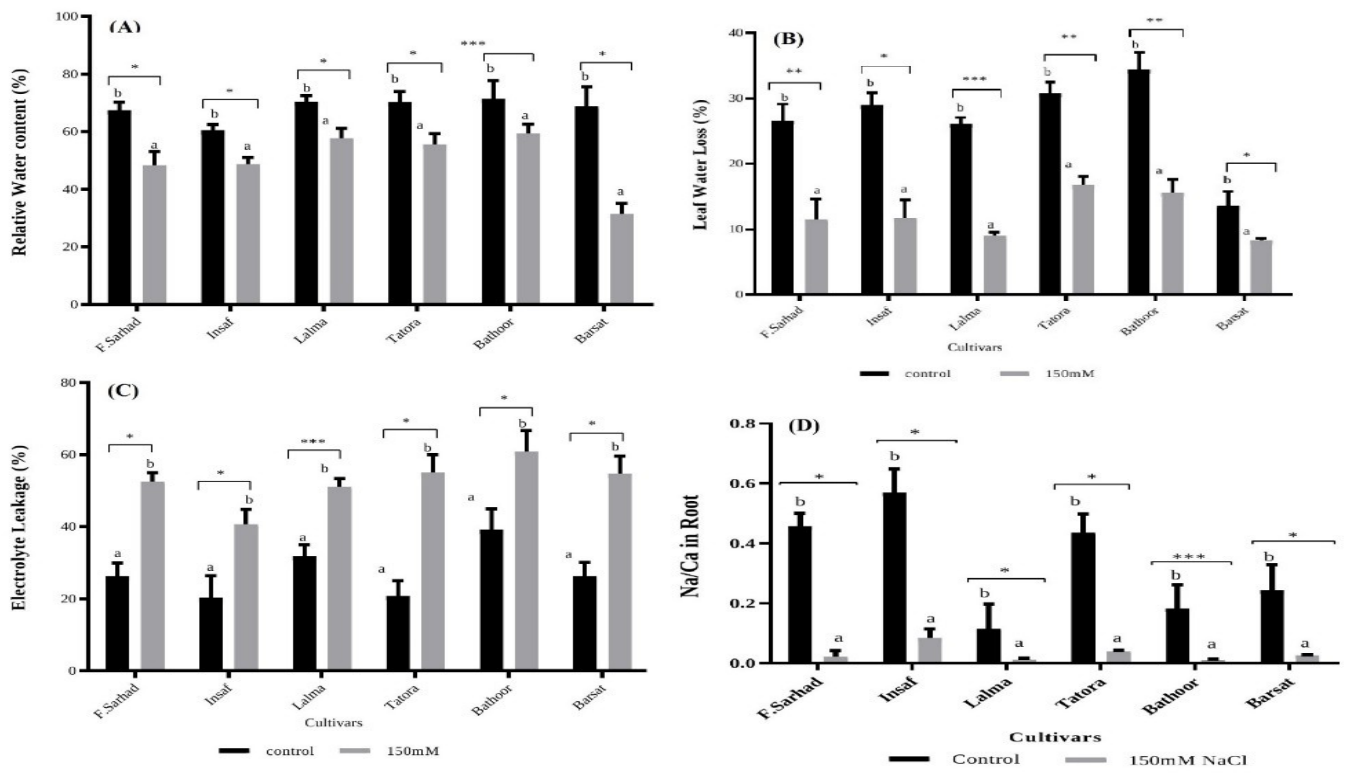 (A)
Relative Water content (%)
100
80
60
40
20
0
* * * * *** *
b a b a b a b a b a b a
F.Sarhad Insaf Lalma Tatora Bathoor Barsat
(B)
Leaf Water Loss (%)
40
30
20
10
0
** * *** ** ** *
b a b a b a b a b a b a
F.Sarhad Insaf Lalma Tatora Bathoor Barsat
Cultivars
control 150mM
(C)
Electrolyte Leakage (%)
80
60
40
20
0
* * *** * * *
a b a b a b a b a b a b
F.Sarhad Insaf Lalma Tatora Bathoor Barsat
Cultivars
control 150mM
(D)
Na/Ca in Root
0.8
0.6
0.4
0.2
0.0
* * * * *** *
b a b a b a b a b a b a
F.Sarhad Insaf Lalma Tatora Bathoor Barsat
Cultivars
Control 150mM NaCl